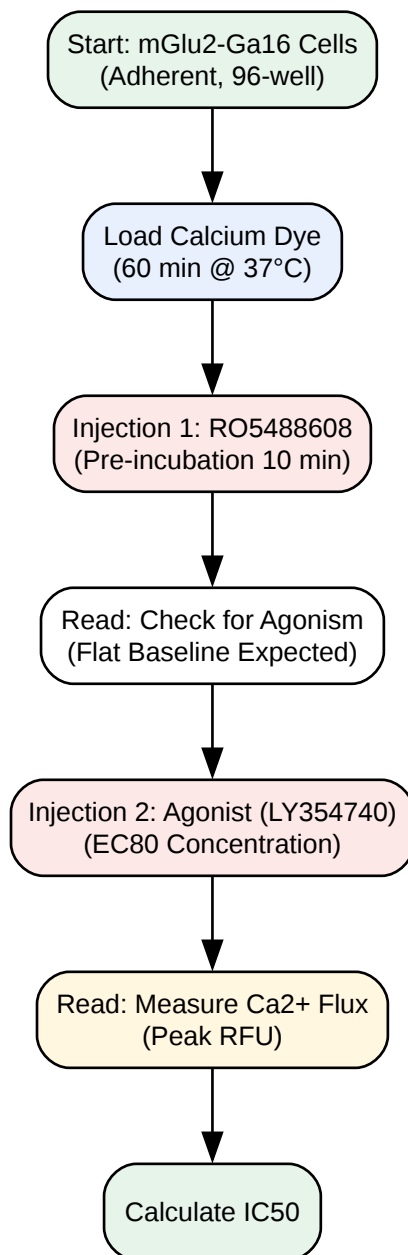 Start: mGlu2-Ga16 Cells
(Adherent, 96-well)
Load Calcium Dye
(60 min @ 37°C)
Injection 1: RO5488608
(Pre-incubation 10 min)
Read: Check for Agonism
(Flat Baseline Expected)
Injection 2: Agonist (LY354740)
(EC80 Concentration)
Read: Measure Ca2+ Flux
(Peak RFU)
Calculate IC50